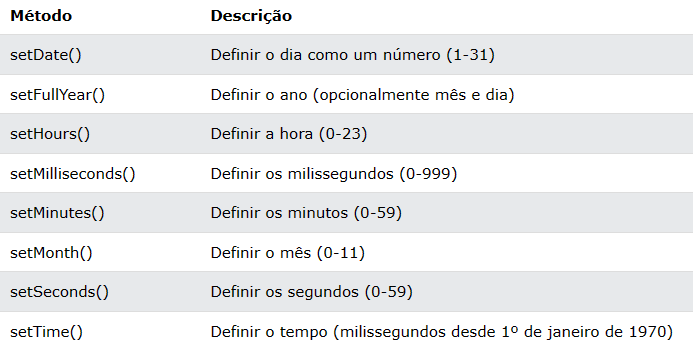 Método Descrição
setDate() Definir o dia como um número (1-31)
setFullYear() Definir o ano (opcionalmente mês e dia)
setHours() Definir a hora (0-23)
setMilliseconds() Definir os milissegundos (0-999)
setMinutes() Definir os minutos (0-59)
setMonth() Definir o mês (0-11)
setSeconds() Definir os segundos (0-59)
setTime() Definir o tempo (milissegundos desde 1º de janeiro de 1970)